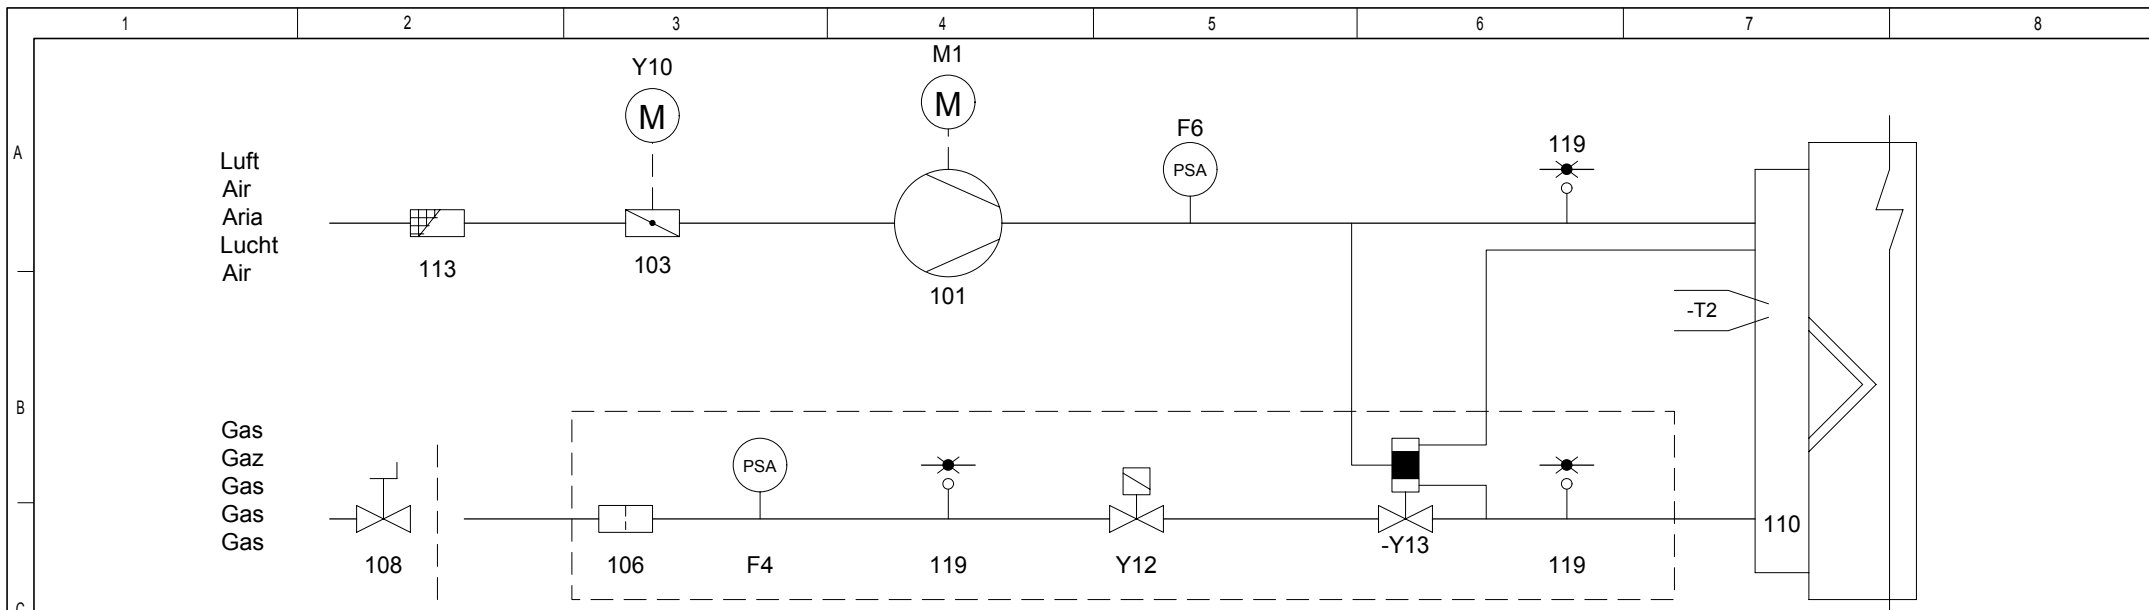 1 2 3 4 5 6 7 8
A
B
C
Y10
M
M1
M
F6
PSA
119
Luft
Air
Aria
Lucht
Air
113
103
101
-T2
Gas
Gaz
Gas
Gas
Gas
PSA
108
106
F4
119
Y12
-Y13
119
110